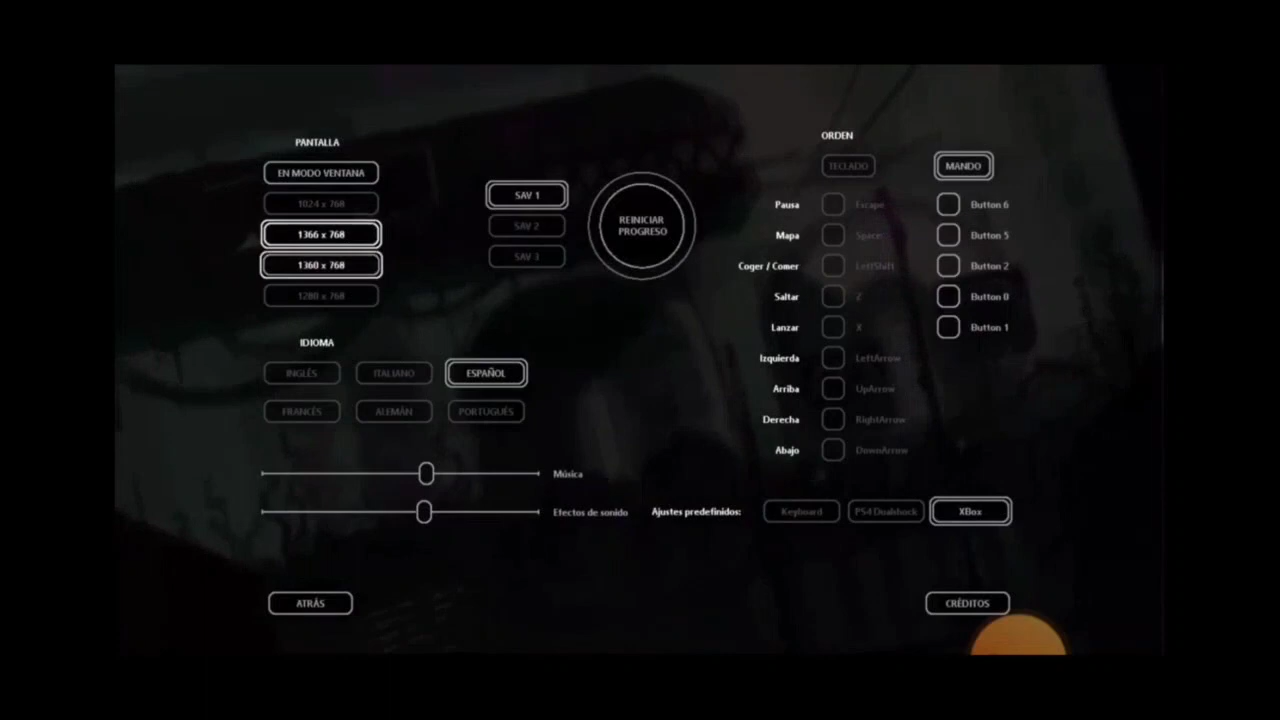 PANTALLA
EN MODO VENTANA
1024 x 768
1366 x 768
1360 x 768
1280 x 768
IDIOMA
INGLÉS
ITALIANO
ESPAÑOL
FRANCÉS
ALEMÁN
PORTUGUÉS
Música
Efectos de sonido
SAV 1
SAV 2
SAV 3
REINICIAR
PROGRESO
ORDEN
TECLADO
MANDO
Pausa
Escape
Button 6
Mapa
Space
Button 5
Coger / Comer
LeftShift
Button 2
Saltar
Z
Button 0
Lanzar
X
Button 1
Izquierda
LeftArrow
Arriba
UpArrow
Derecha
RightArrow
Abajo
DownArrow
Ajustes predefinidos:
Keyboard
PS4 Dualshock
XBox
ATRÁS
CRÉDITOS